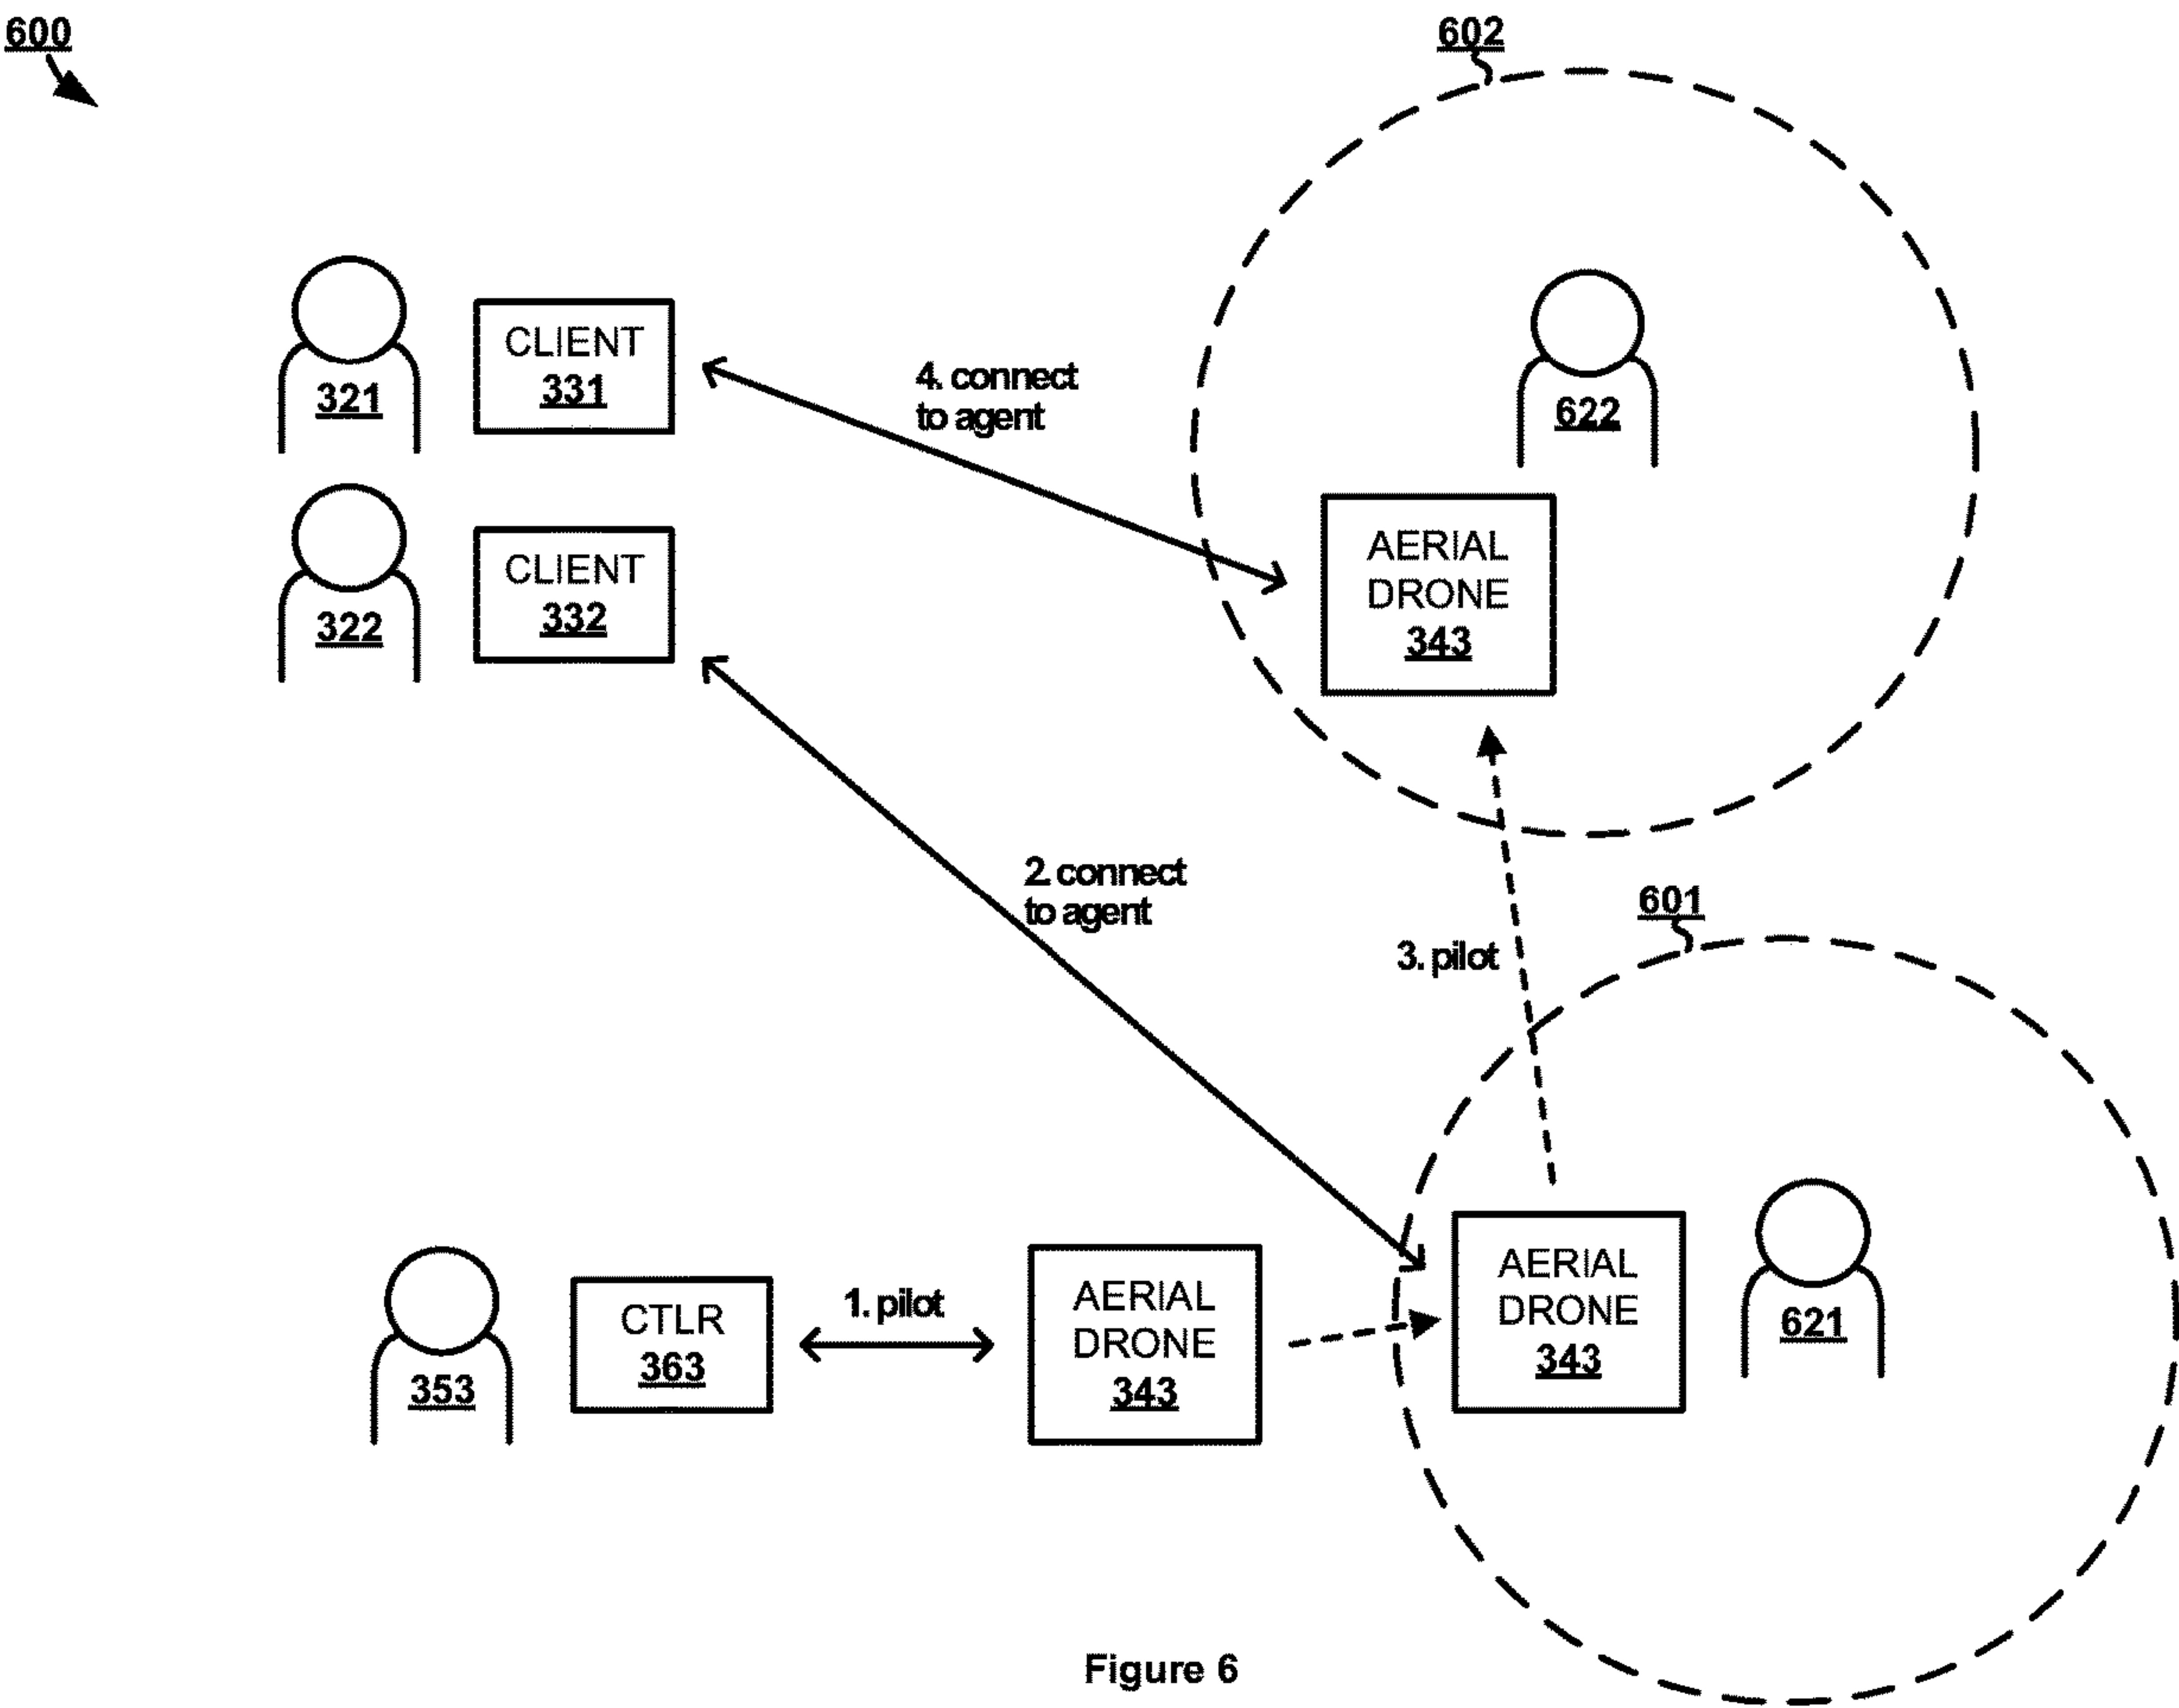 600
602
CLIENT
331
321
4. connect
to agent
622
CLIENT
332
322
AERIAL
DRONE
343
2. connect
to agent
601
3. pilot
1. pilot
CTLR
363
353
AERIAL
DRONE
343
AERIAL
DRONE
343
621
Figure 6